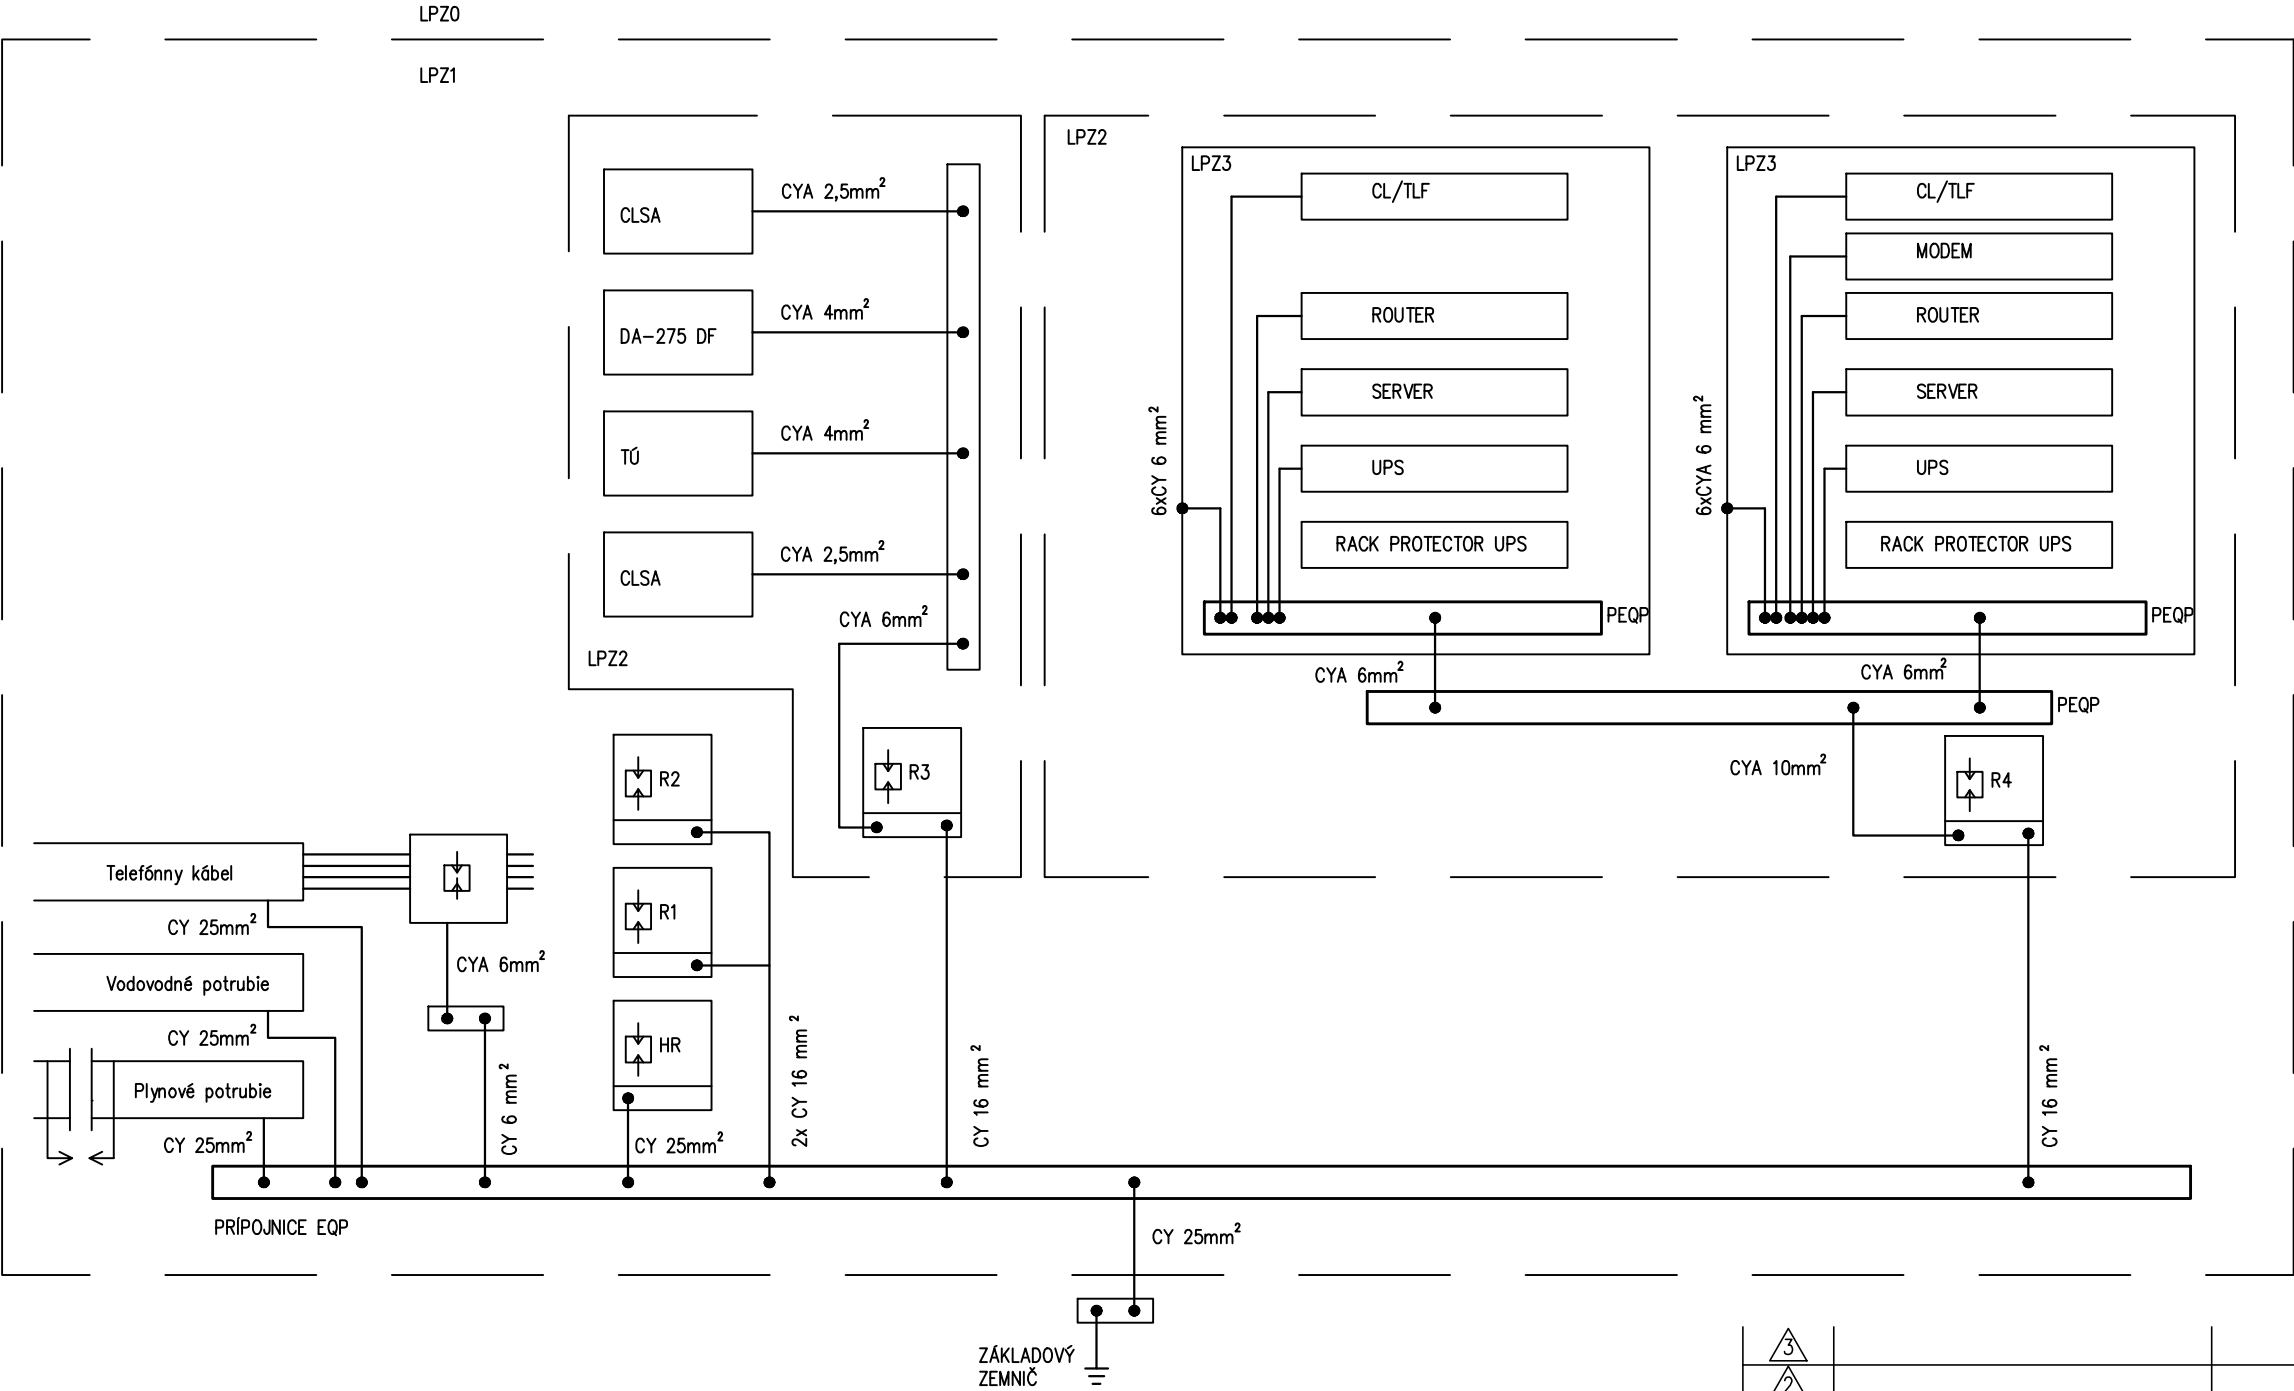 LPZ0
LPZ1
LPZ2
LPZ3
LPZ3
CLSA
CYA 2,5mm²
DA-275 DF
CYA 4mm²
TÚ
CYA 4mm²
CLSA
CYA 2,5mm²
CYA 6mm²
LPZ2
CL/TLF
ROUTER
SERVER
UPS
RACK PROTECTOR UPS
6xCY 6 mm²
PEQP
CL/TLF
MODEM
ROUTER
SERVER
UPS
RACK PROTECTOR UPS
6xCYA 6 mm²
PEQP
CYA 6mm²
CYA 6mm²
PEQP
CYA 10mm²
R2
R3
R4
R1
HR
Telefónny kábel
CY 25mm²
CYA 6mm²
Vodovodné potrubie
CY 25mm²
Plynové potrubie
CY 25mm²
CY 6 mm²
CY 25mm²
2x CY 16 mm²
CY 16 mm²
CY 16 mm²
PRÍPOJNICE EQP
CY 25mm²
ZÁKLADOVÝ
ZEMNIČ
3
2